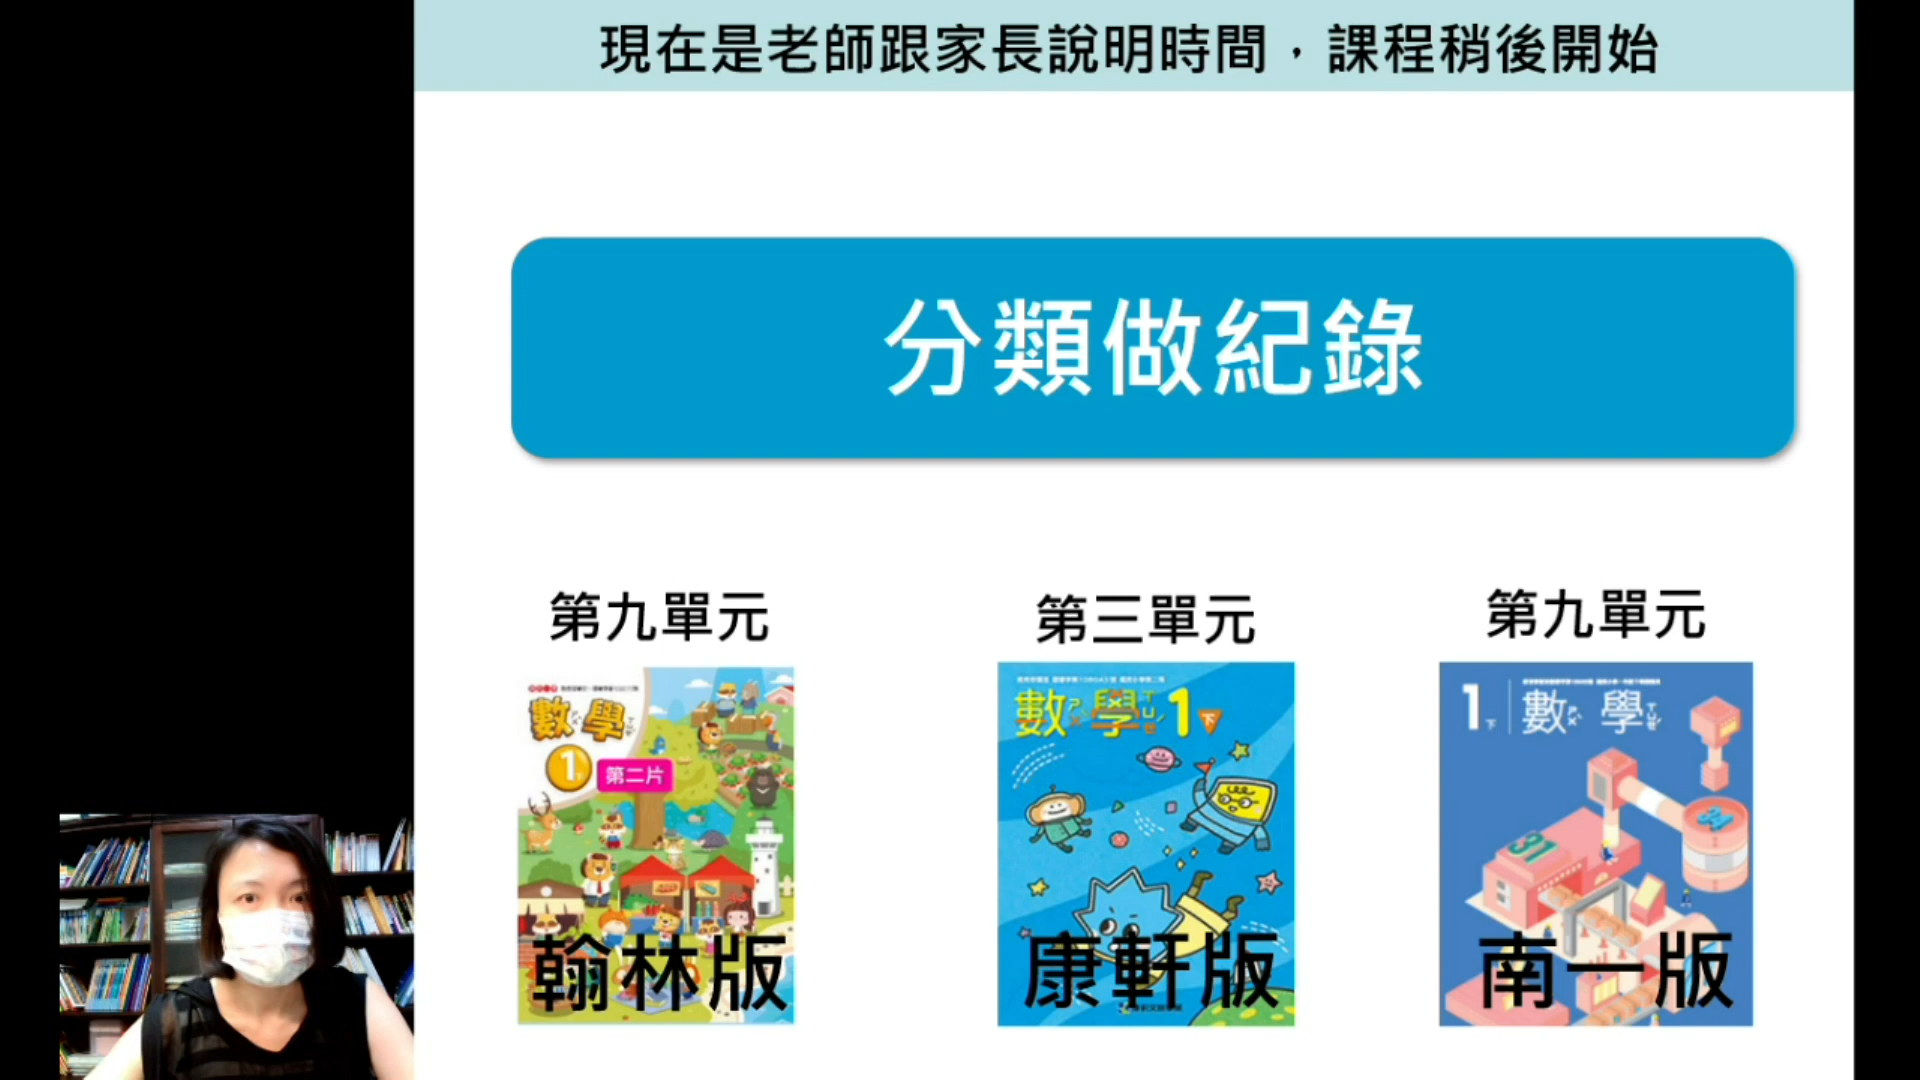 現在是老師跟家長說明時間，課程稍後開始
分類做紀錄
第九單元
第三單元
第九單元
數學
1
第二片
翰林版
數學1下
康軒版
1下 數學
南一版